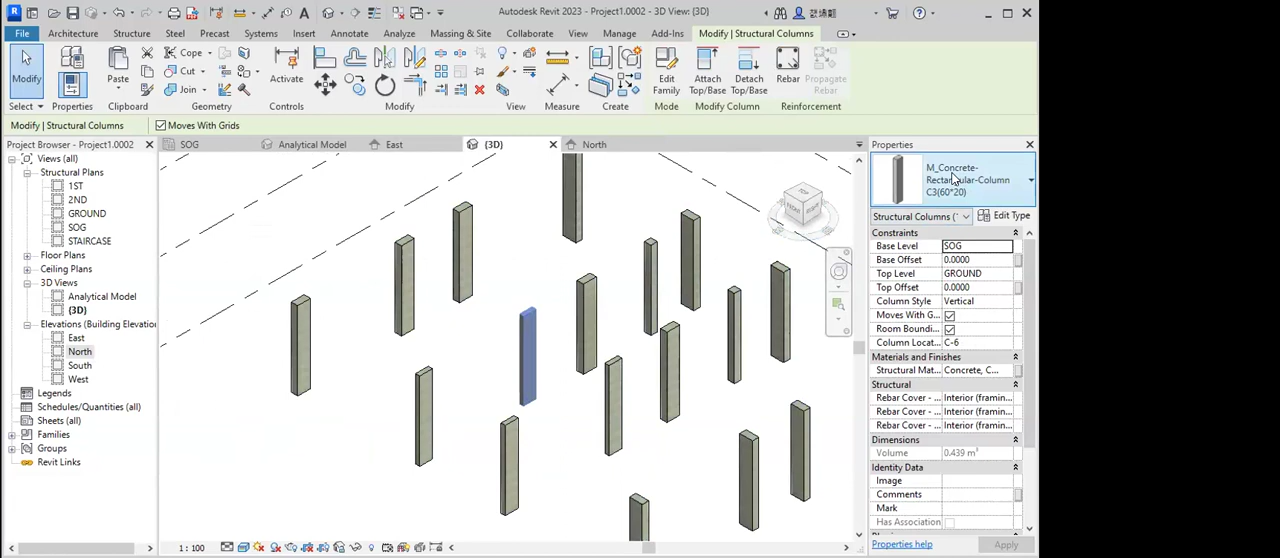 Autodesk Revit 2023 - Project1.0002 - 3D View: {3D}
File Architecture Structure Steel Precast Systems Insert Annotate Analyze Massing & Site Collaborate View Manage Add-Ins Modify | Structural Columns
Modify Paste Cope Cut Join Activate Edit Family Attach Top/Base Detach Top/Base Rebar Propagate Rebar
Select Properties Clipboard Geometry Controls Modify View Measure Create Mode Modify Column Reinforcement
Modify | Structural Columns Moves With Grids
Project Browser - Project1.0002
SOG Analytical Model East {3D} North
Views (all)
Structural Plans
1ST
2ND
GROUND
SOG
STAIRCASE
Floor Plans
Ceiling Plans
3D Views
Analytical Model
{3D}
Elevations (Building Elevatio
East
North
South
West
Legends
Schedules/Quantities (all)
Sheets (all)
Families
Groups
Revit Links
TOP
FRONT RIGHT
1 : 100
Properties
M_Concrete-
Rectangular-Column
C3(60*20)
Structural Columns ( Edit Type
Constraints
Base Level SOG
Base Offset 0.0000
Top Level GROUND
Top Offset 0.0000
Column Style Vertical
Moves With G...
Room Boundi...
Column Locat... C-6
Materials and Finishes
Structural Mat... Concrete, C...
Structural
Rebar Cover - ... Interior (framin...
Rebar Cover - ... Interior (framin...
Rebar Cover - ... Interior (framin...
Dimensions
Volume 0.439 m³
Identity Data
Image
Comments
Mark
Has Association
Properties help Apply